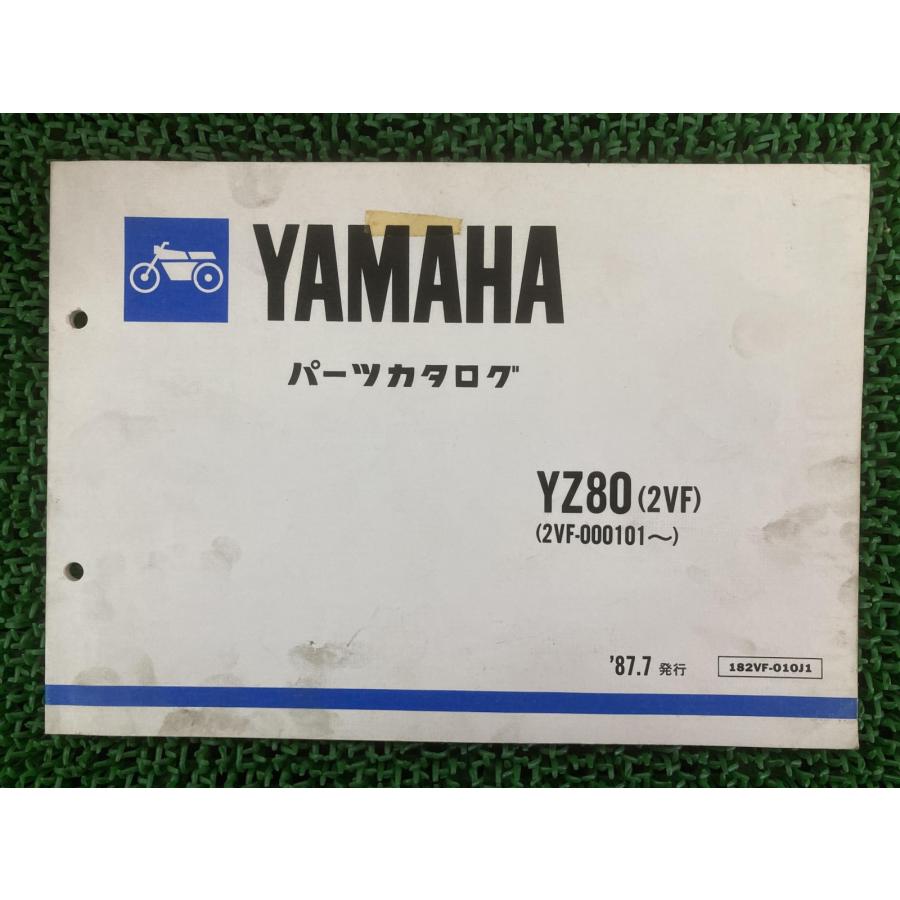 YAMAHA
パーツカタログ
YZ80 (2VF)
(2VF-000101〜)
'87.7 発行
182VF-010J1